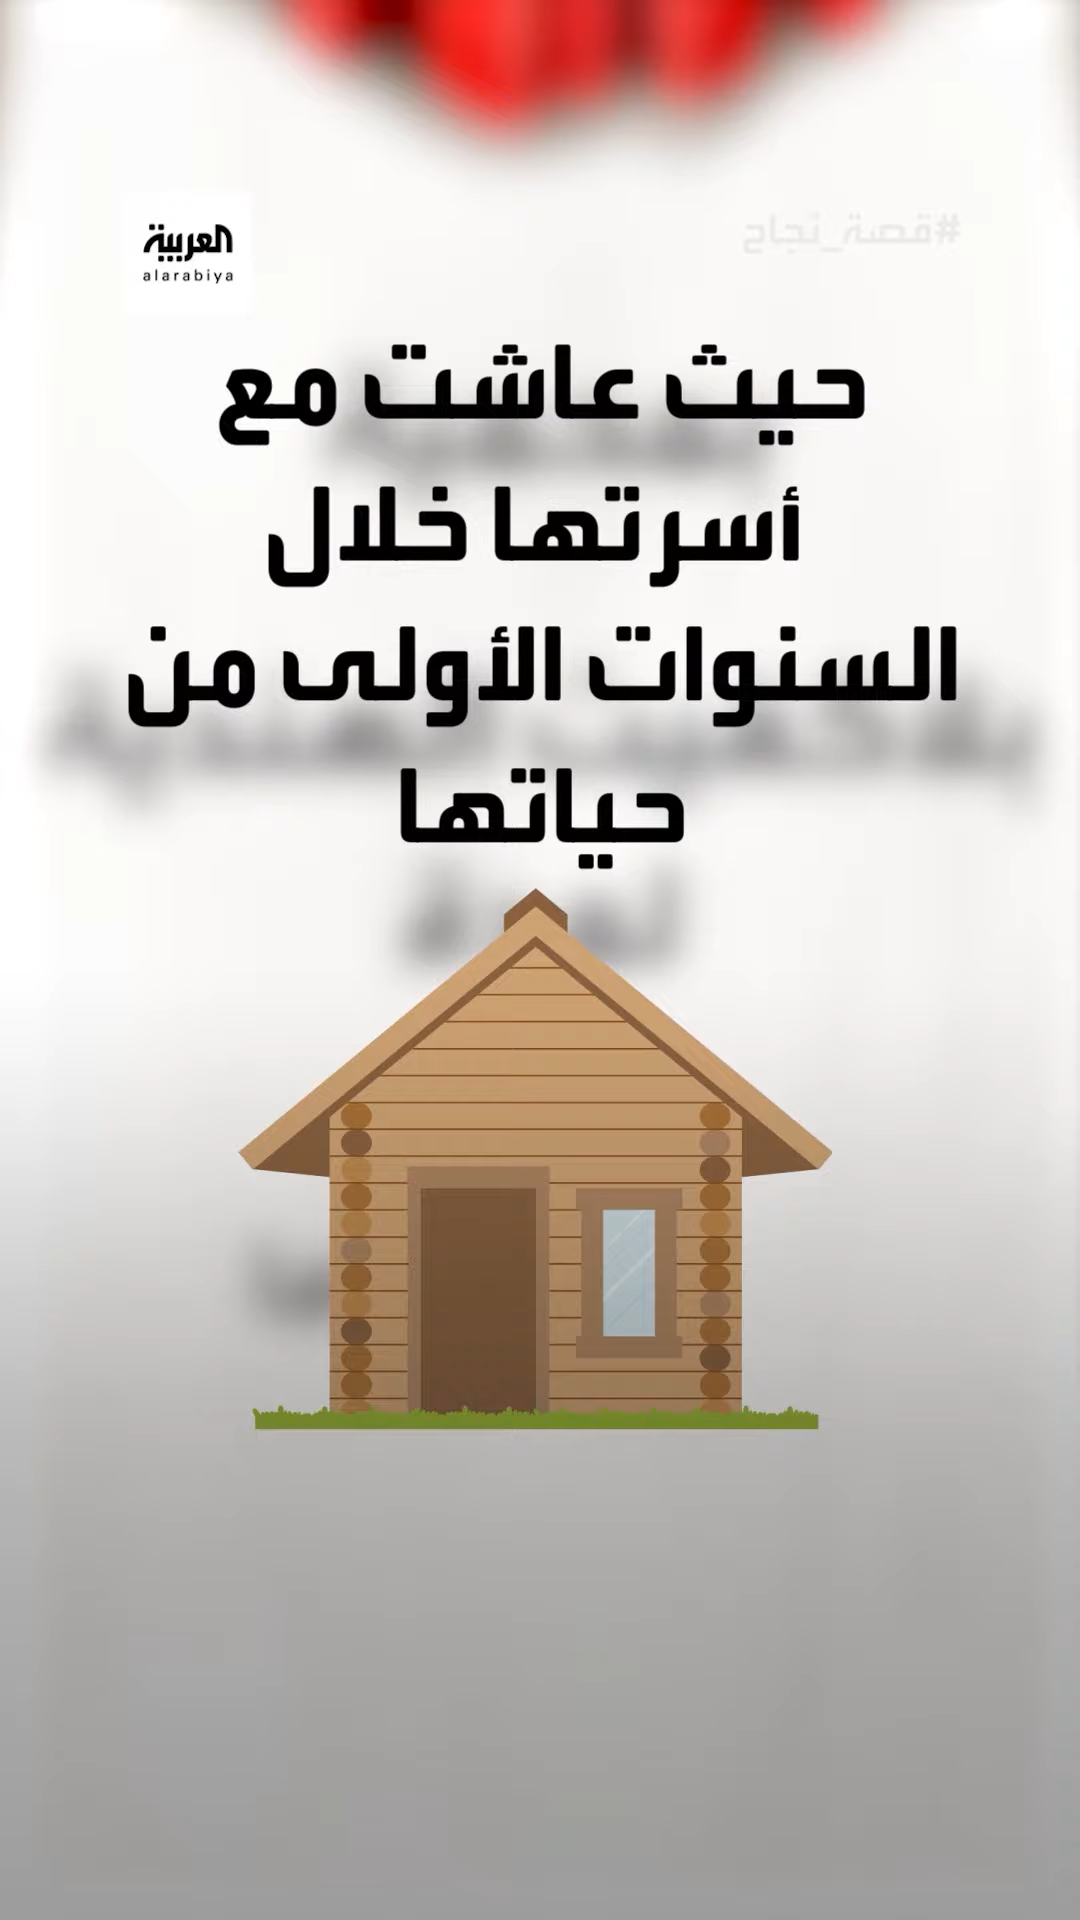 العربية
alarabiya
#قصة_نجاح
حيث عاشت مع
أسرتها خلال
السنوات الأولى من
حياتها